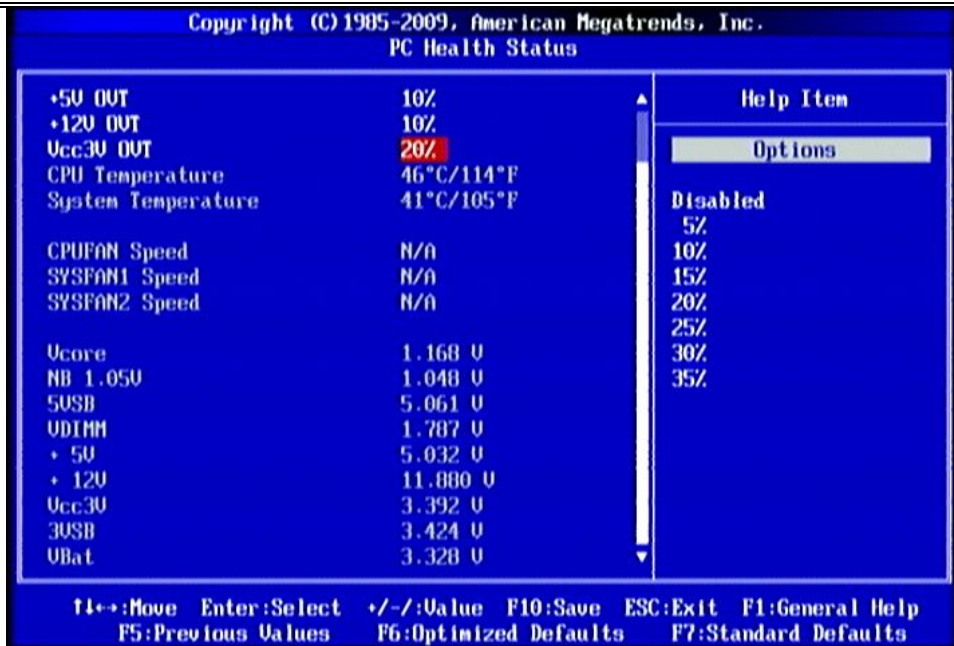 Copyright (C)1985-2009, American Megatrends, Inc.
PC Health Status
+5V OVT 10%
+12V OVT 10%
Vcc3V OVT 20%
CPU Temperature 46°C/114°F
System Temperature 41°C/105°F
CPUFAN Speed N/A
SYSFAN1 Speed N/A
SYSFAN2 Speed N/A
Vcore 1.168 V
NB 1.05V 1.048 V
5VSB 5.061 V
VDIMM 1.787 V
+ 5V 5.032 V
+ 12V 11.880 V
Vcc3V 3.392 V
3VSB 3.424 V
VBat 3.328 V
Help Item
Options
Disabled
5%
10%
15%
20%
25%
30%
35%
↑↓←→:Move Enter:Select +/-/:Value F10:Save ESC:Exit F1:General Help
F5:Previous Values F6:Optimized Defaults F7:Standard Defaults